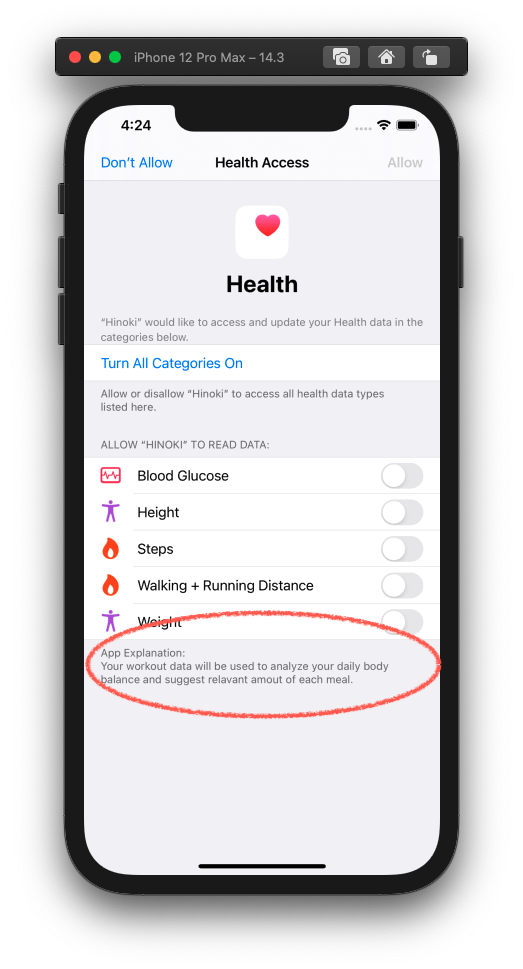 iPhone 12 Pro Max – 14.3
4:24
Don't Allow
Health Access
Allow
Health
“Hinoki” would like to access and update your Health data in the
categories below.
Turn All Categories On
Allow or disallow “Hinoki” to access all health data types
listed here.
ALLOW “HINOKI” TO READ DATA:
Blood Glucose
Height
Steps
Walking + Running Distance
Weight
App Explanation:
Your workout data will be used to analyze your daily body
balance and suggest relavant amout of each meal.